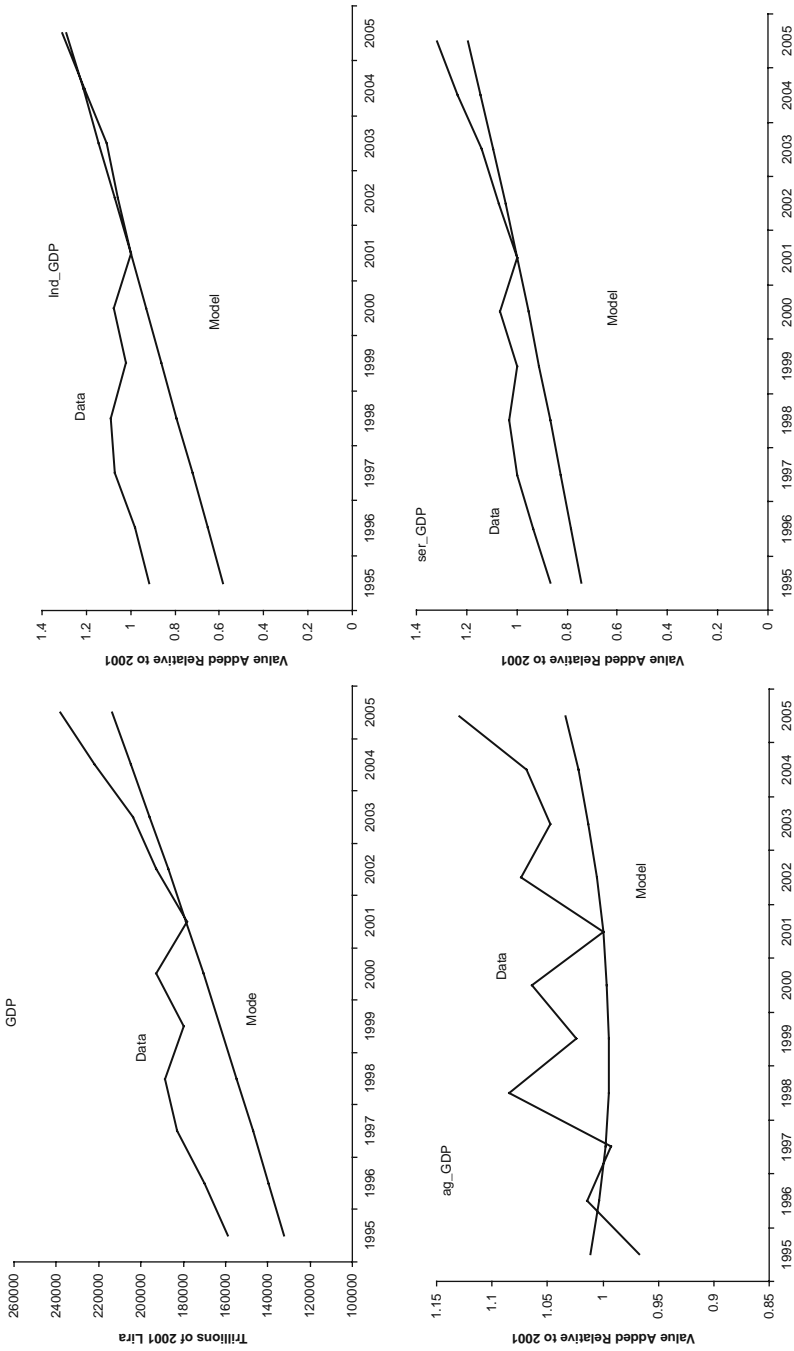 GDP
260000
240000
220000
200000
180000
160000
140000
120000
100000
Trillions of 2001 Lira
Data
Mode
1995 1996 1997 1998 1999 2000 2001 2002 2003 2004 2005
Ind_GDP
1.4
1.2
1
0.8
0.6
0.4
0.2
0
Value Added Relative to 2001
Data
Model
1995 1996 1997 1998 1999 2000 2001 2002 2003 2004 2005
ag_GDP
1.15
1.1
1.05
1
0.95
0.9
0.85
Value Added Relative to 2001
Data
Model
1995 1996 1997 1998 1999 2000 2001 2002 2003 2004 2005
ser_GDP
1.4
1.2
1
0.8
0.6
0.4
0.2
0
Value Added Relative to 2001
Data
Model
1995 1996 1997 1998 1999 2000 2001 2002 2003 2004 2005